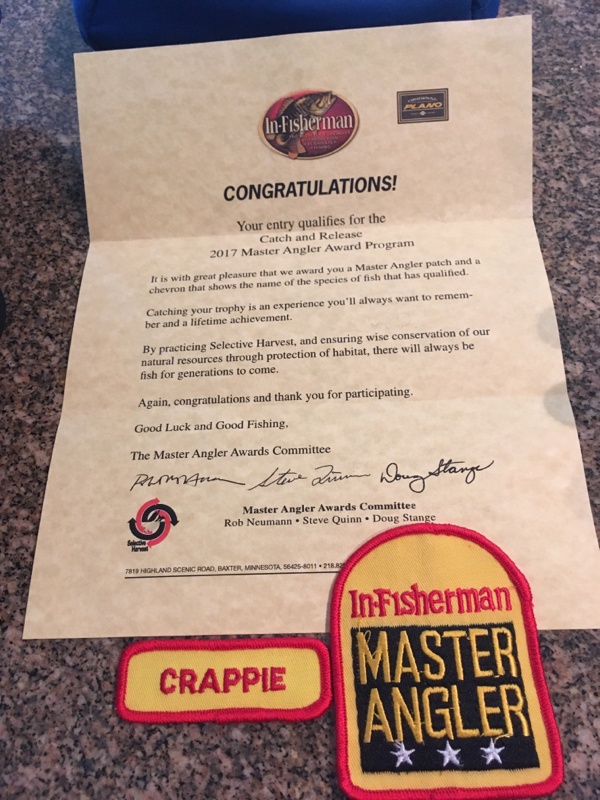 In-Fisherman
PLANO
CONGRATULATIONS!
Your entry qualifies for the
Catch and Release
2017 Master Angler Award Program
It is with great pleasure that we award you a Master Angler patch and a
chevron that shows the name of the species of fish that has qualified.
Catching your trophy is an experience you'll always want to remem-
ber and a lifetime achievement.
By practicing Selective Harvest, and ensuring wise conservation of our
natural resources through protection of habitat, there will always be
fish for generations to come.
Again, congratulations and thank you for participating.
Good Luck and Good Fishing,
The Master Angler Awards Committee
Steve Quinn Doug Stange
Selective
Harvest
Master Angler Awards Committee
Rob Neumann • Steve Quinn • Doug Stange
7819 HIGHLAND SCENIC ROAD, BAXTER, MINNESOTA, 56425-8011 • 218.82
In-Fisherman
MASTER
ANGLER
CRAPPIE